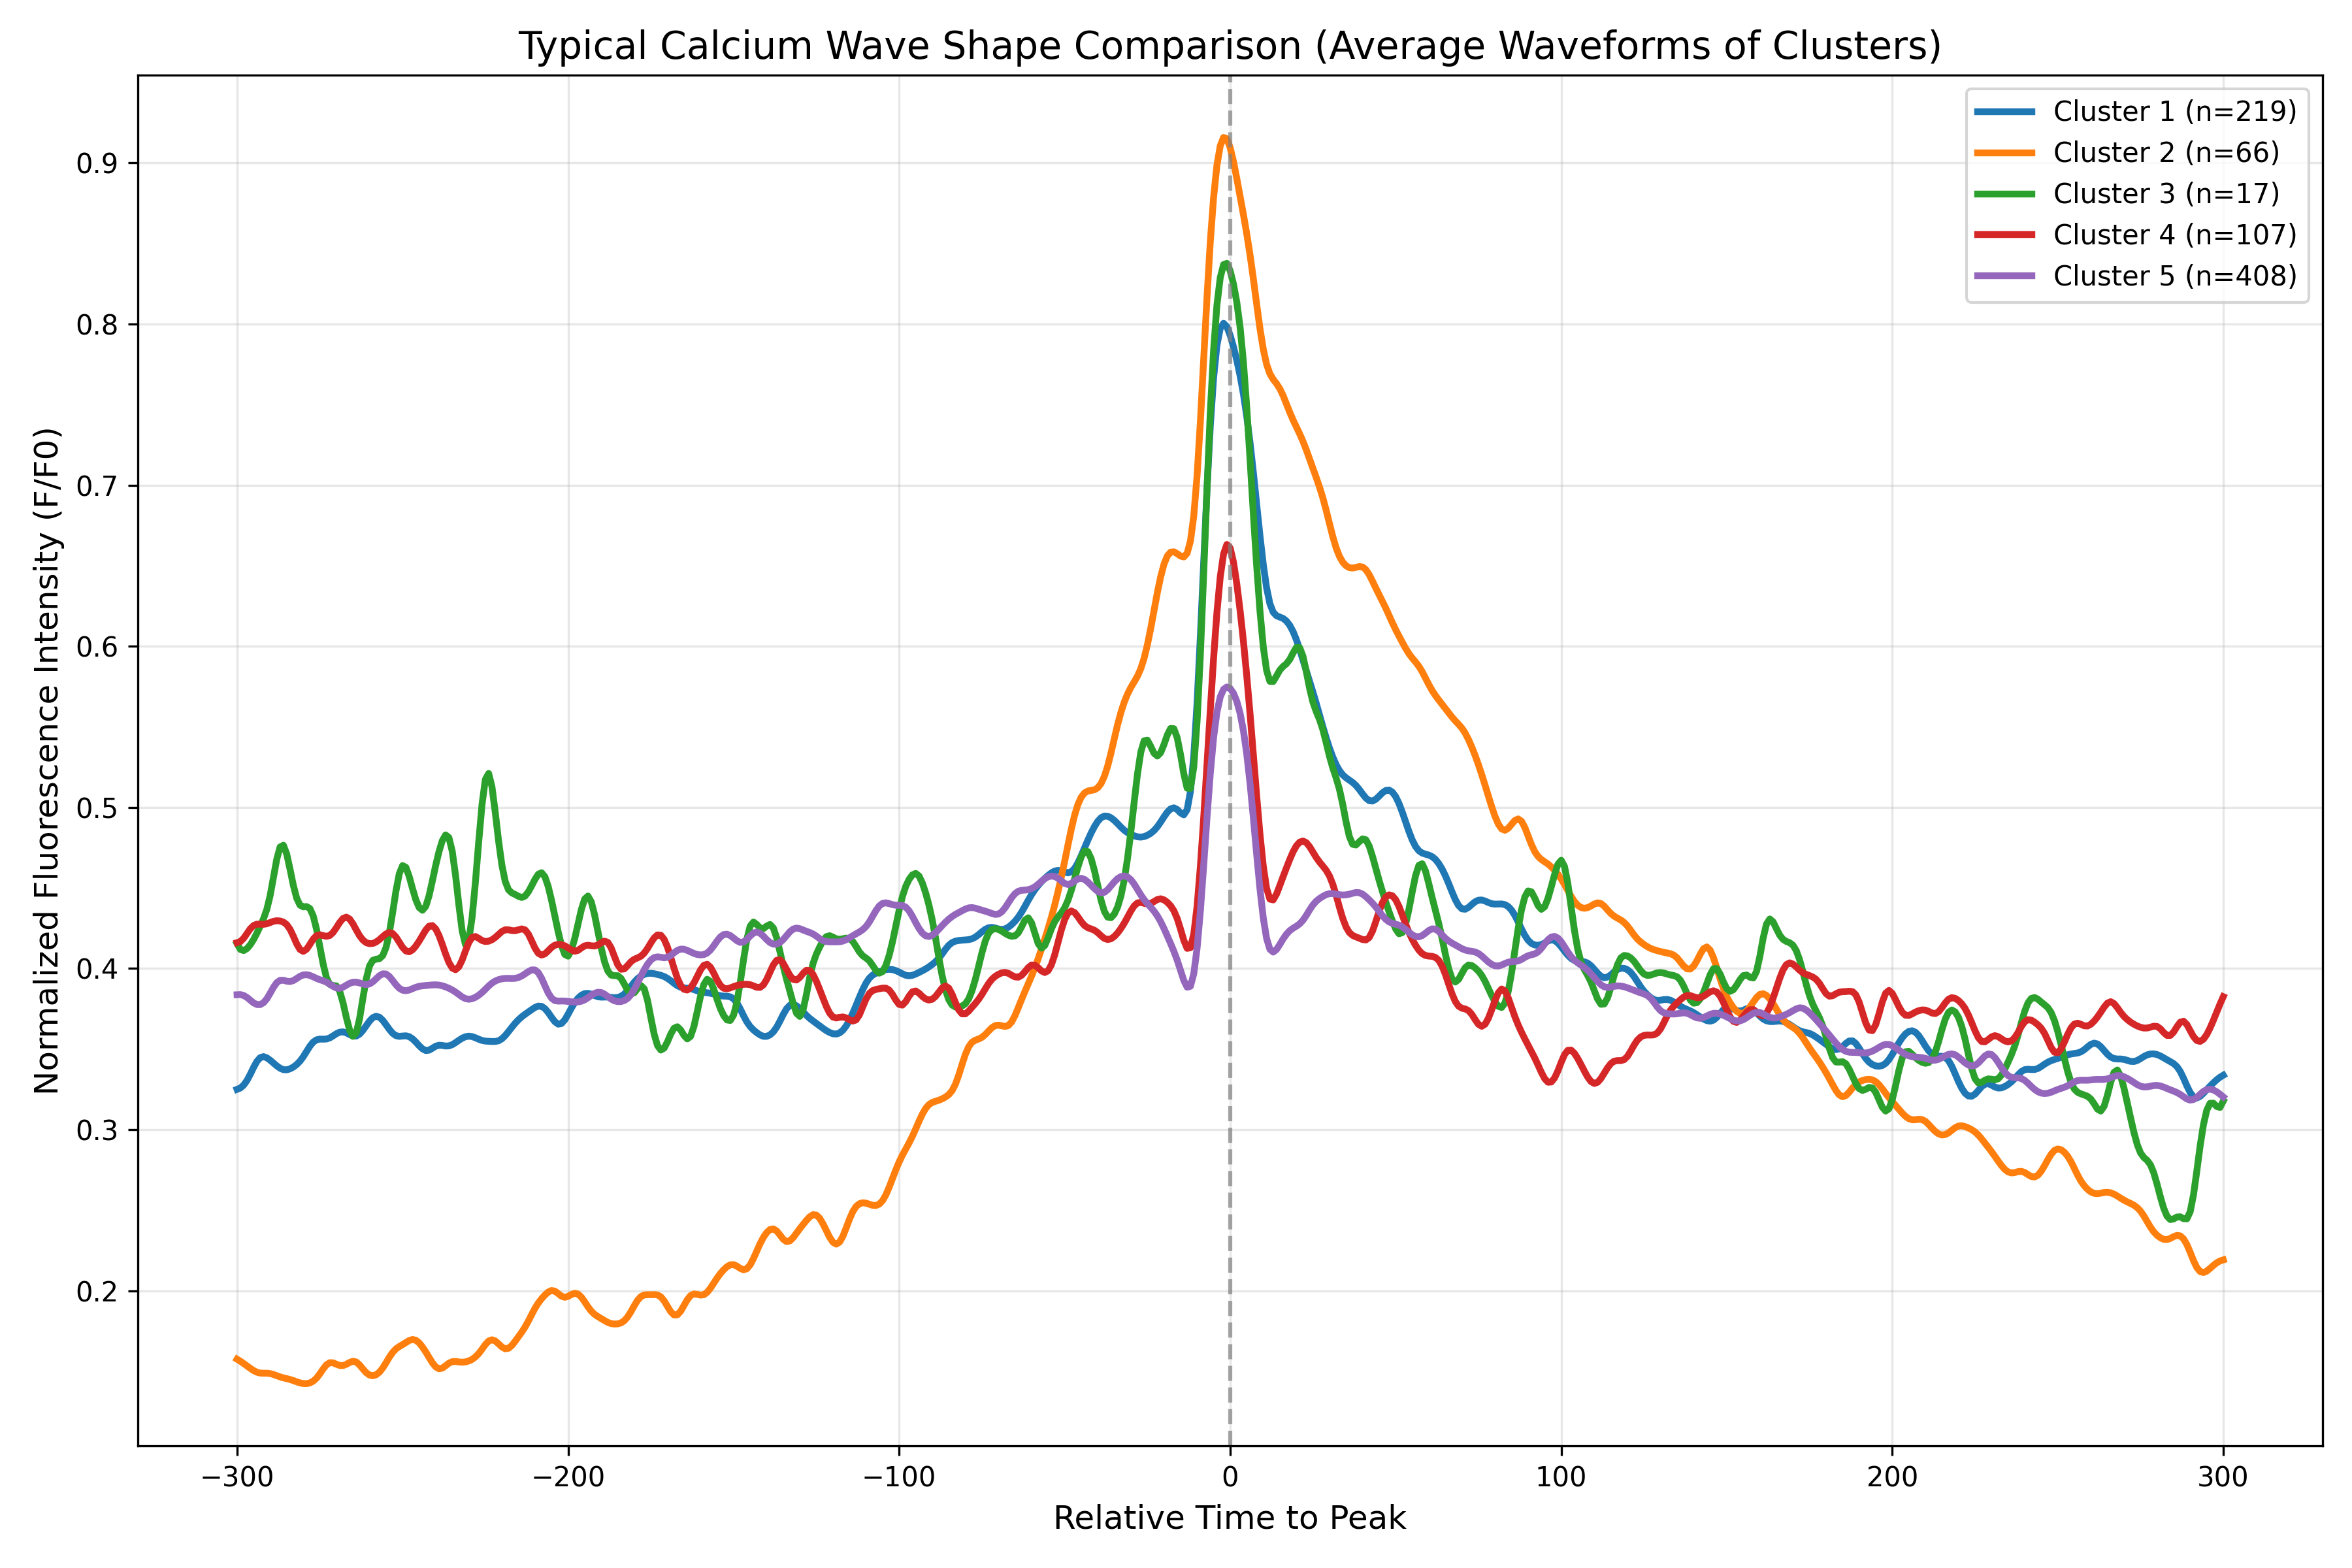 Typical Calcium Wave Shape Comparison (Average Waveforms of Clusters)
Cluster 1 (n=219)
Cluster 2 (n=66)
Cluster 3 (n=17)
Cluster 4 (n=107)
Cluster 5 (n=408)
Normalized Fluorescence Intensity (F/F0)
0.9
0.8
0.7
0.6
0.5
0.4
0.3
0.2
−300
−200
−100
0
100
200
300
Relative Time to Peak